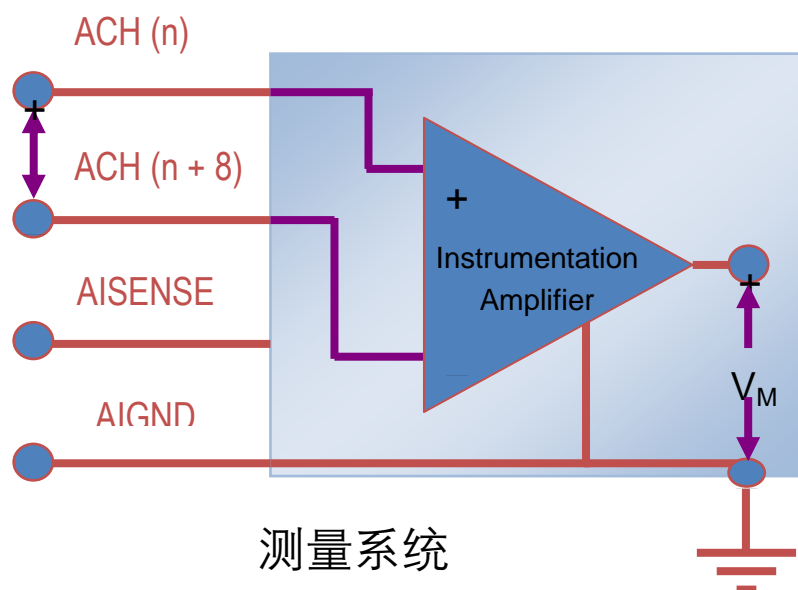 ACH (n)
+
ACH (n + 8)
+
Instrumentation
Amplifier
AISENSE
+
VM
AIGND
测量系统